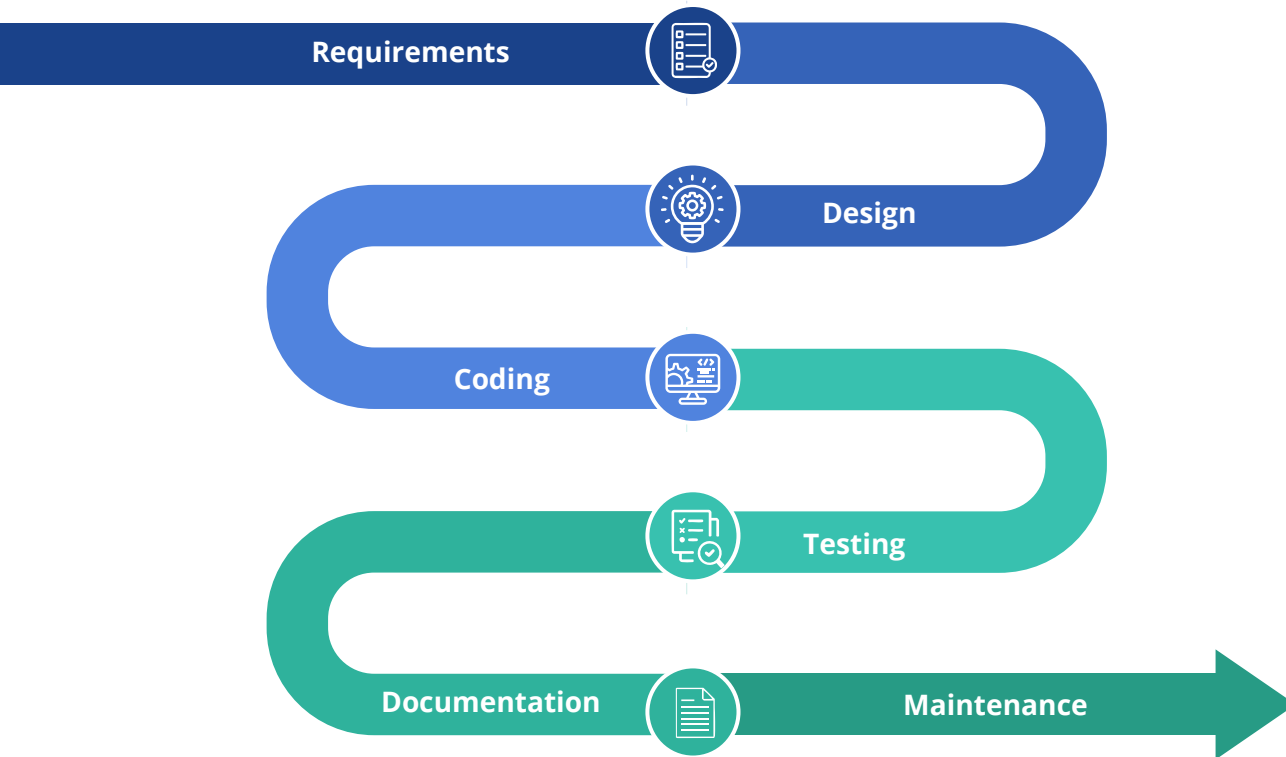 Requirements
Design
Coding
Testing
Documentation
Maintenance